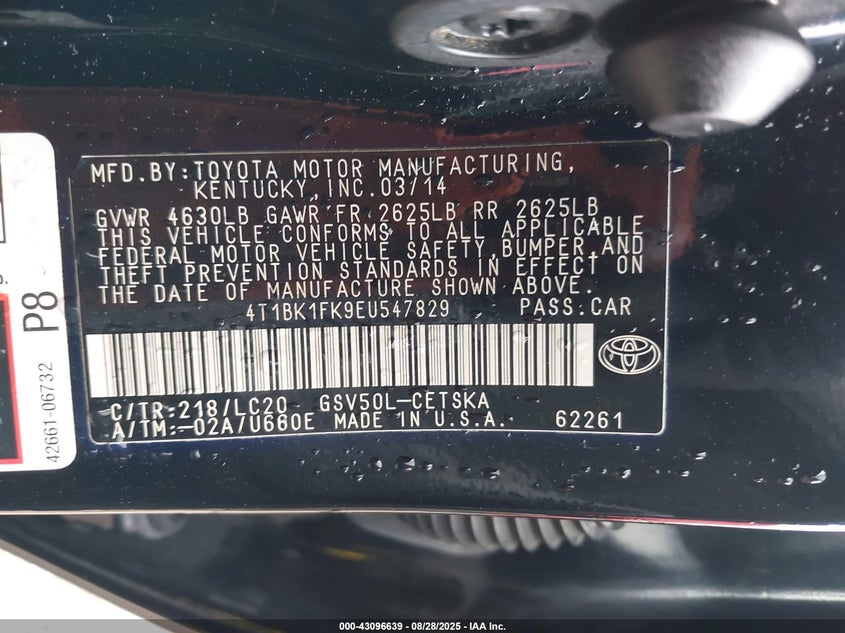 MFD.BY:TOYOTA MOTOR MANUFACTURING,
KENTUCKY,INC.03/14
GVWR 4630LB GAWR FR 2625LB RR 2625LB
THIS VEHICLE CONFORMS TO ALL APPLICABLE
FEDERAL MOTOR VEHICLE SAFETY,BUMPER,AND
THEFT PREVENTION STANDARDS IN EFFECT ON
THE DATE OF MANUFACTURE SHOWN ABOVE.
4T1BK1FK9EU547829 PASS.CAR
C/TR:218/LC20 GSV50L-CETSKA
A/TM:-02A/U660E MADE IN U.S.A. 62261
P8
42661-06732
000-43096639 - 08/28/2025 - IAA Inc.